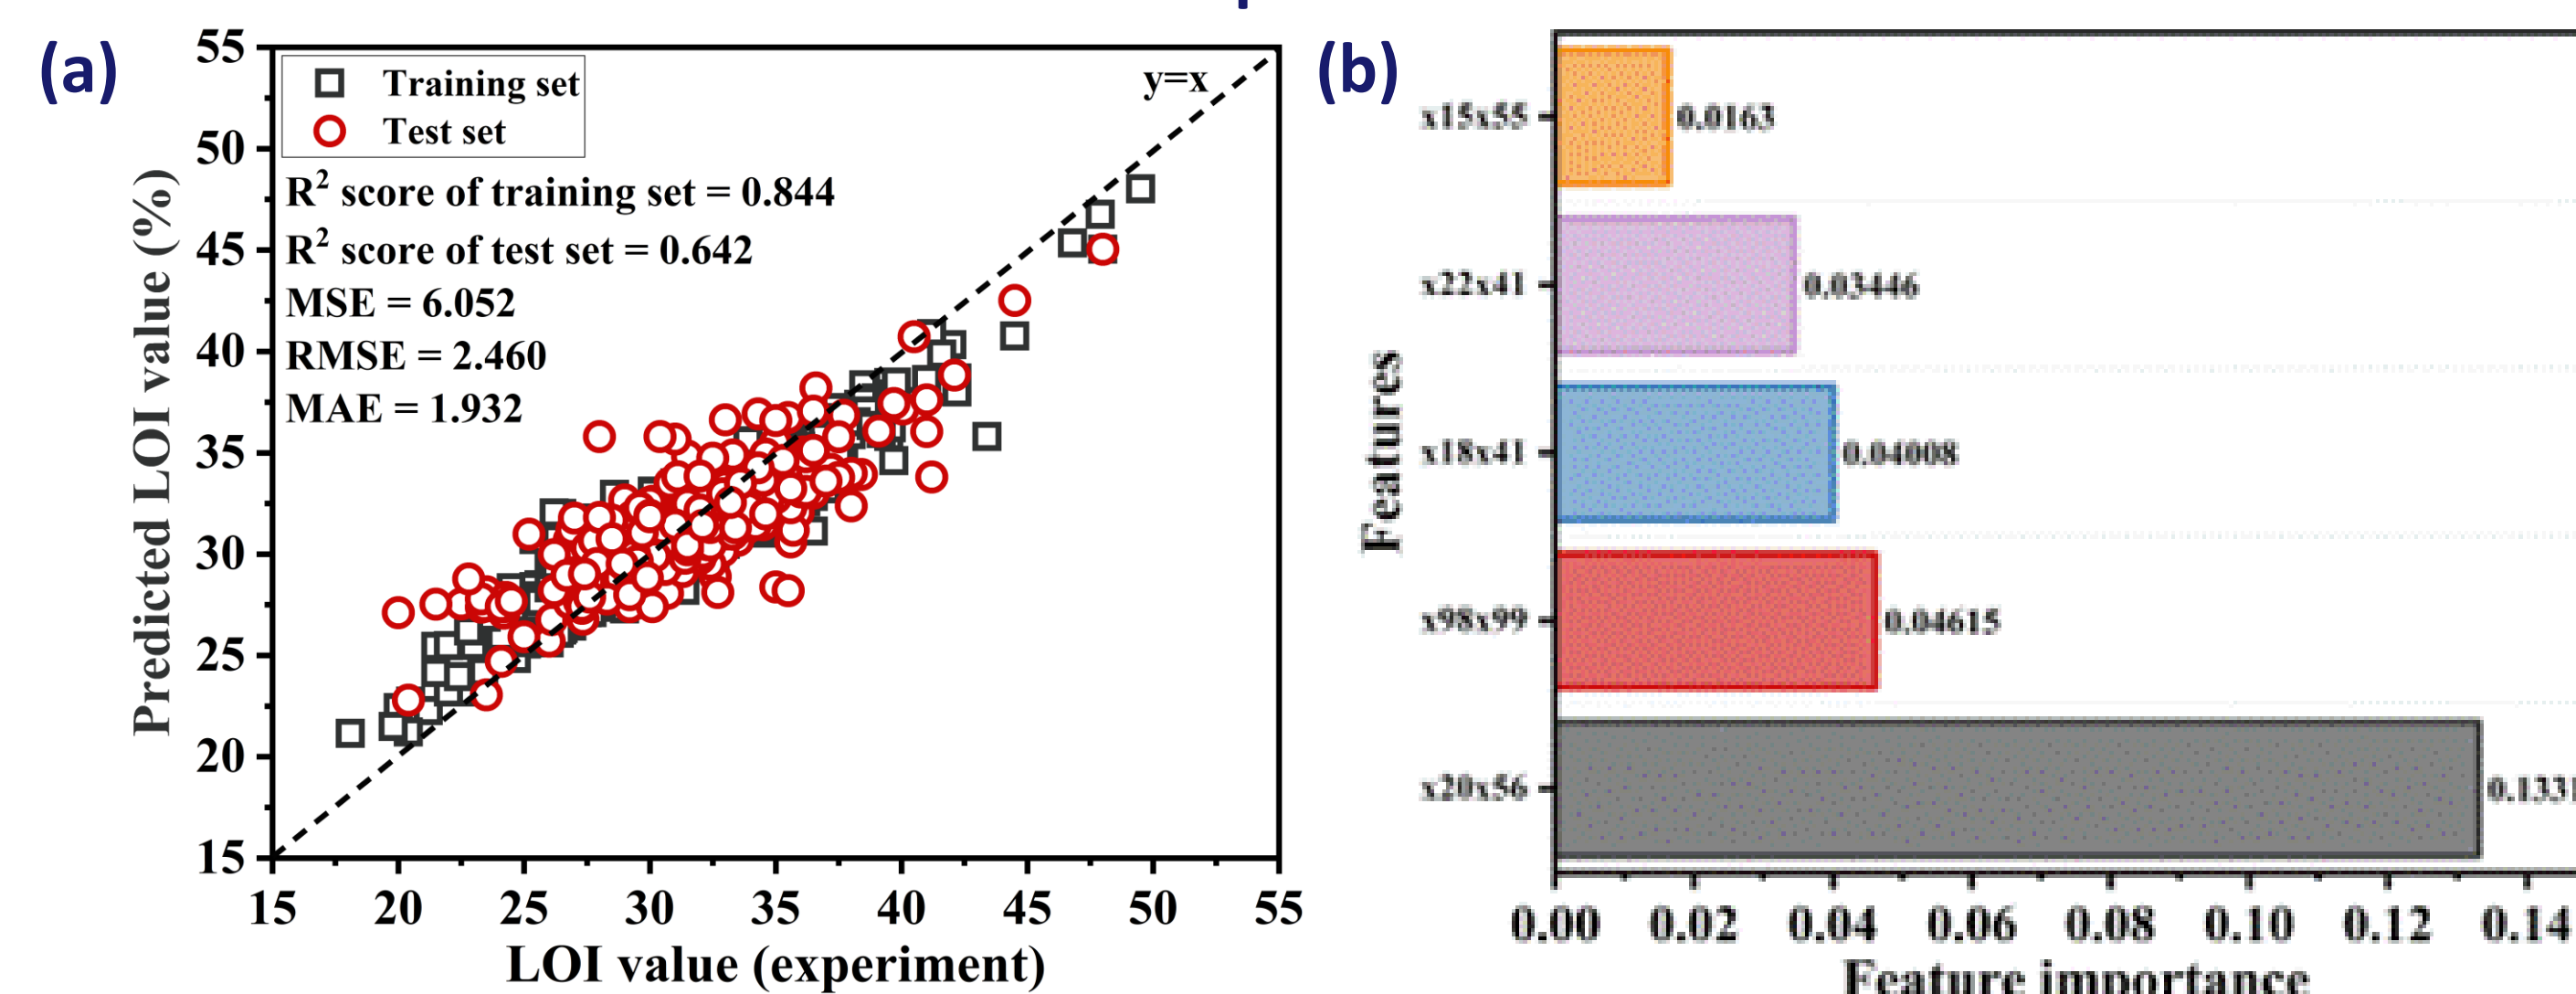 (a)
55
50
45
40
35
30
25
20
15
Predicted LOI value (%)
Training set
Test set
y=x
R² score of training set = 0.844
R² score of test set = 0.642
MSE = 6.052
RMSE = 2.460
MAE = 1.932
15 20 25 30 35 40 45 50 55
LOI value (experiment)
(b)
Features
x15x55 0.0163
x22x41 0.03446
x18x41 0.04008
x98x99 0.04615
x20x56 0.1331
0.00 0.02 0.04 0.06 0.08 0.10 0.12 0.14
Feature importance